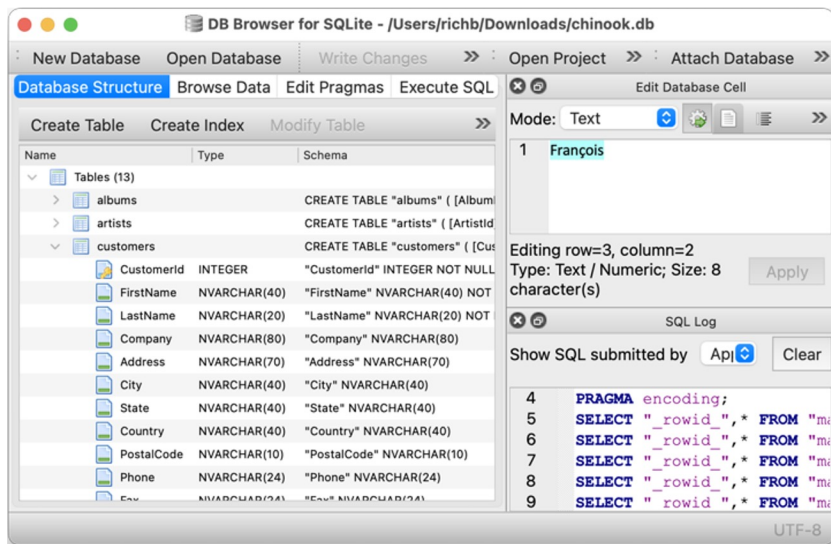 DB Browser for SQLite - /Users/richb/Downloads/chinook.db
New Database Open Database Write Changes » Open Project » Attach Database »
Database Structure Browse Data Edit Pragmas Execute SQL
Create Table Create Index Modify Table »
Name Type Schema
Tables (13)
albums CREATE TABLE "albums" ( [Album
artists CREATE TABLE "artists" ( [ArtistId
customers CREATE TABLE "customers" ( [Cus
CustomerId INTEGER "CustomerId" INTEGER NOT NULL
FirstName NVARCHAR(40) "FirstName" NVARCHAR(40) NOT
LastName NVARCHAR(20) "LastName" NVARCHAR(20) NOT
Company NVARCHAR(80) "Company" NVARCHAR(80)
Address NVARCHAR(70) "Address" NVARCHAR(70)
City NVARCHAR(40) "City" NVARCHAR(40)
State NVARCHAR(40) "State" NVARCHAR(40)
Country NVARCHAR(40) "Country" NVARCHAR(40)
PostalCode NVARCHAR(10) "PostalCode" NVARCHAR(10)
Phone NVARCHAR(24) "Phone" NVARCHAR(24)
Fax NVARCHAR(24) "Fax" NVARCHAR(24)
Edit Database Cell
Mode: Text »
1 François
Editing row=3, column=2
Type: Text / Numeric; Size: 8
character(s)
Apply
SQL Log
Show SQL submitted by Clear
4 PRAGMA encoding;
5 SELECT "_rowid_",* FROM "ma
6 SELECT "_rowid_",* FROM "ma
7 SELECT "_rowid_",* FROM "ma
8 SELECT "_rowid_",* FROM "ma
9 SELECT "_rowid_",* FROM "ma
UTF-8